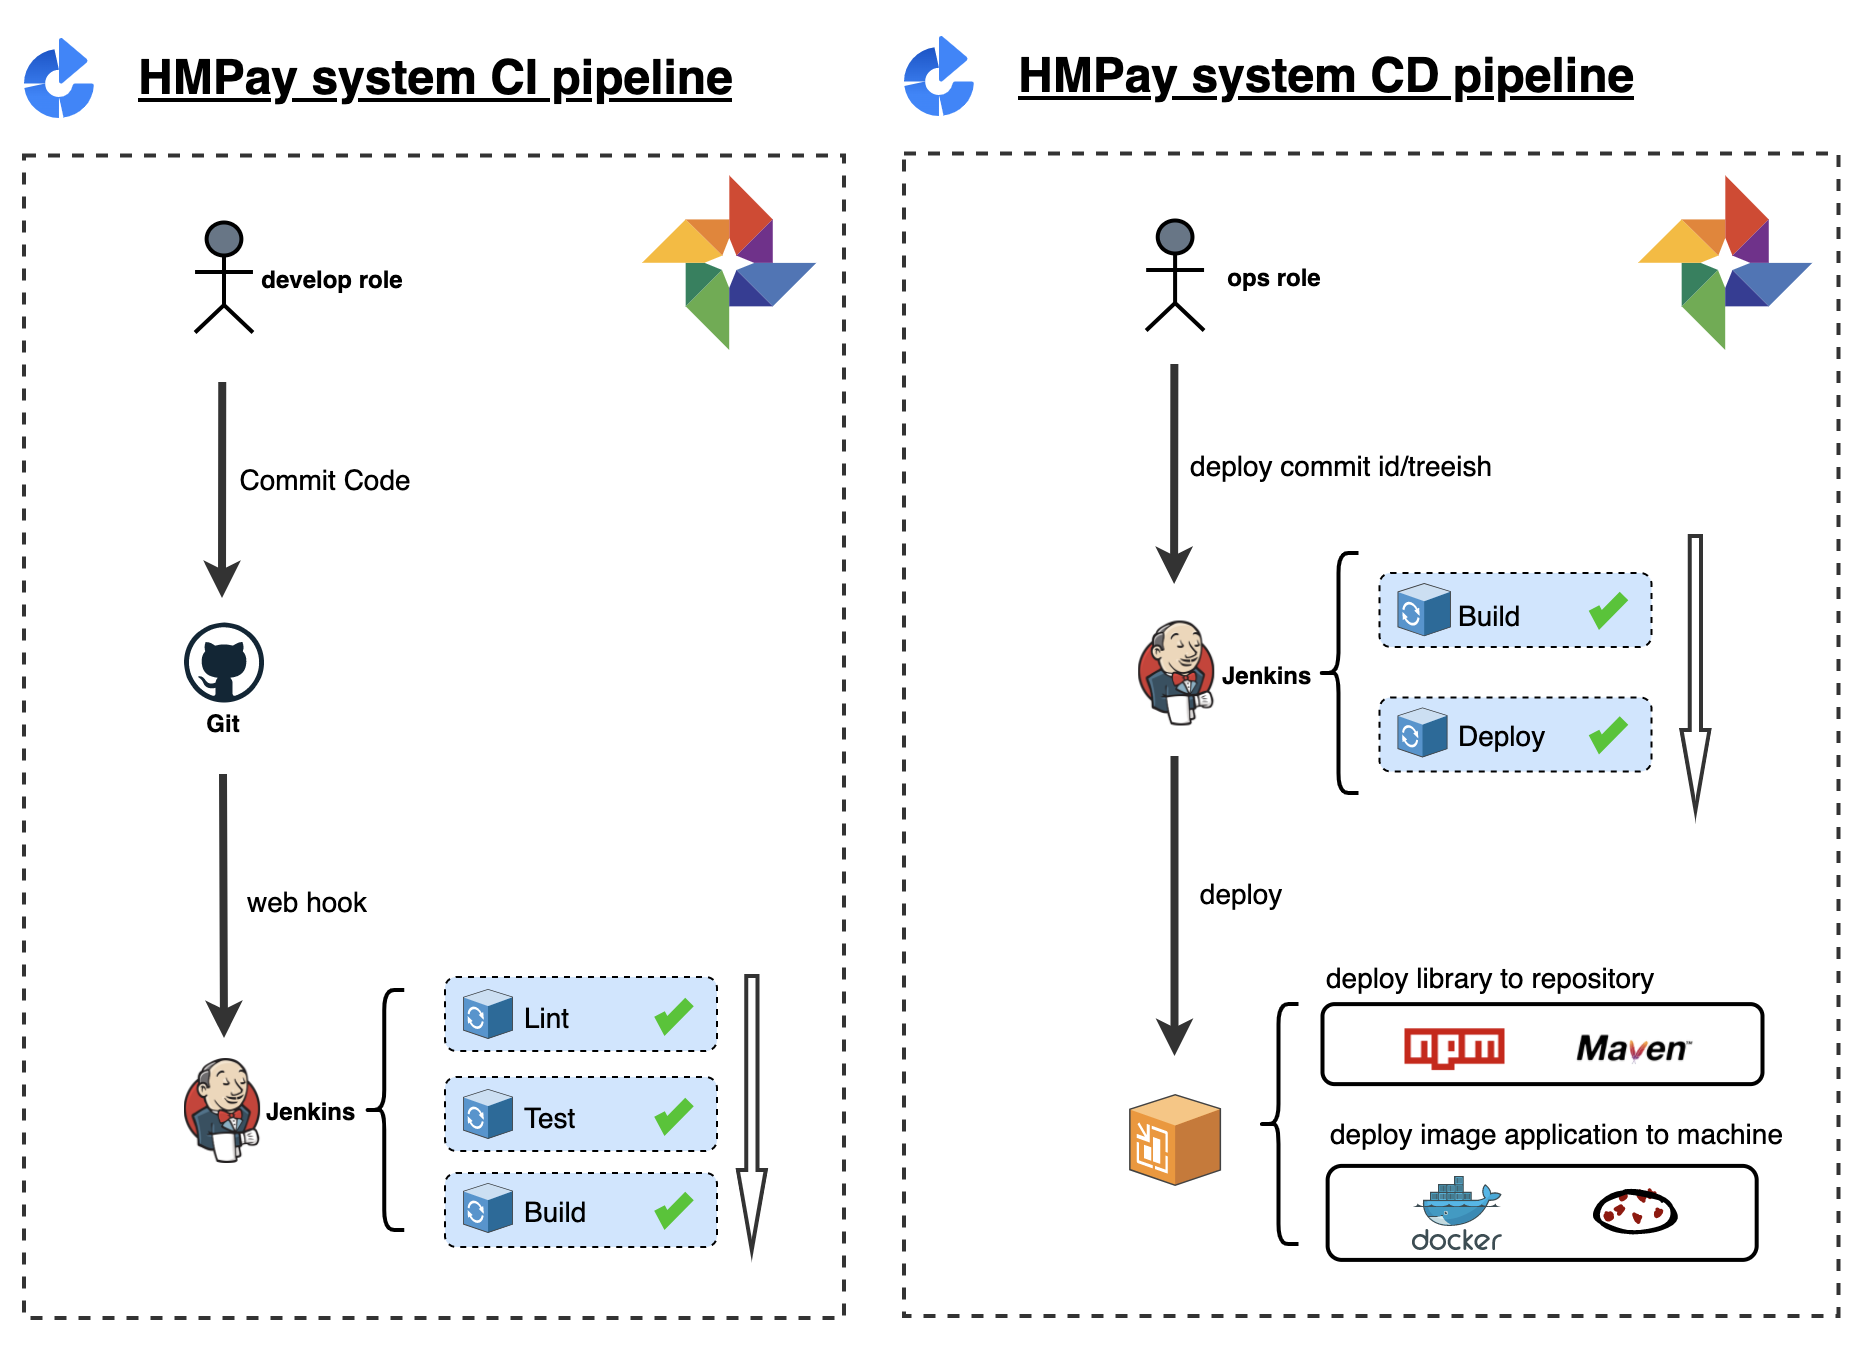 HMPay system CI pipeline
develop role
Commit Code
Git
web hook
Jenkins
Lint
Test
Build
HMPay system CD pipeline
ops role
deploy commit id/treeish
Jenkins
Build
Deploy
deploy
deploy library to repository
npm
Maven™
deploy image application to machine
docker